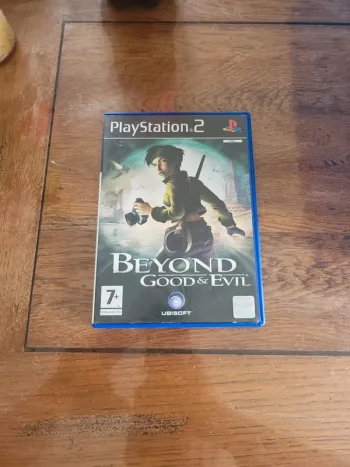 PlayStation 2
BEYOND
GOOD & EVIL
7+
UBISOFT